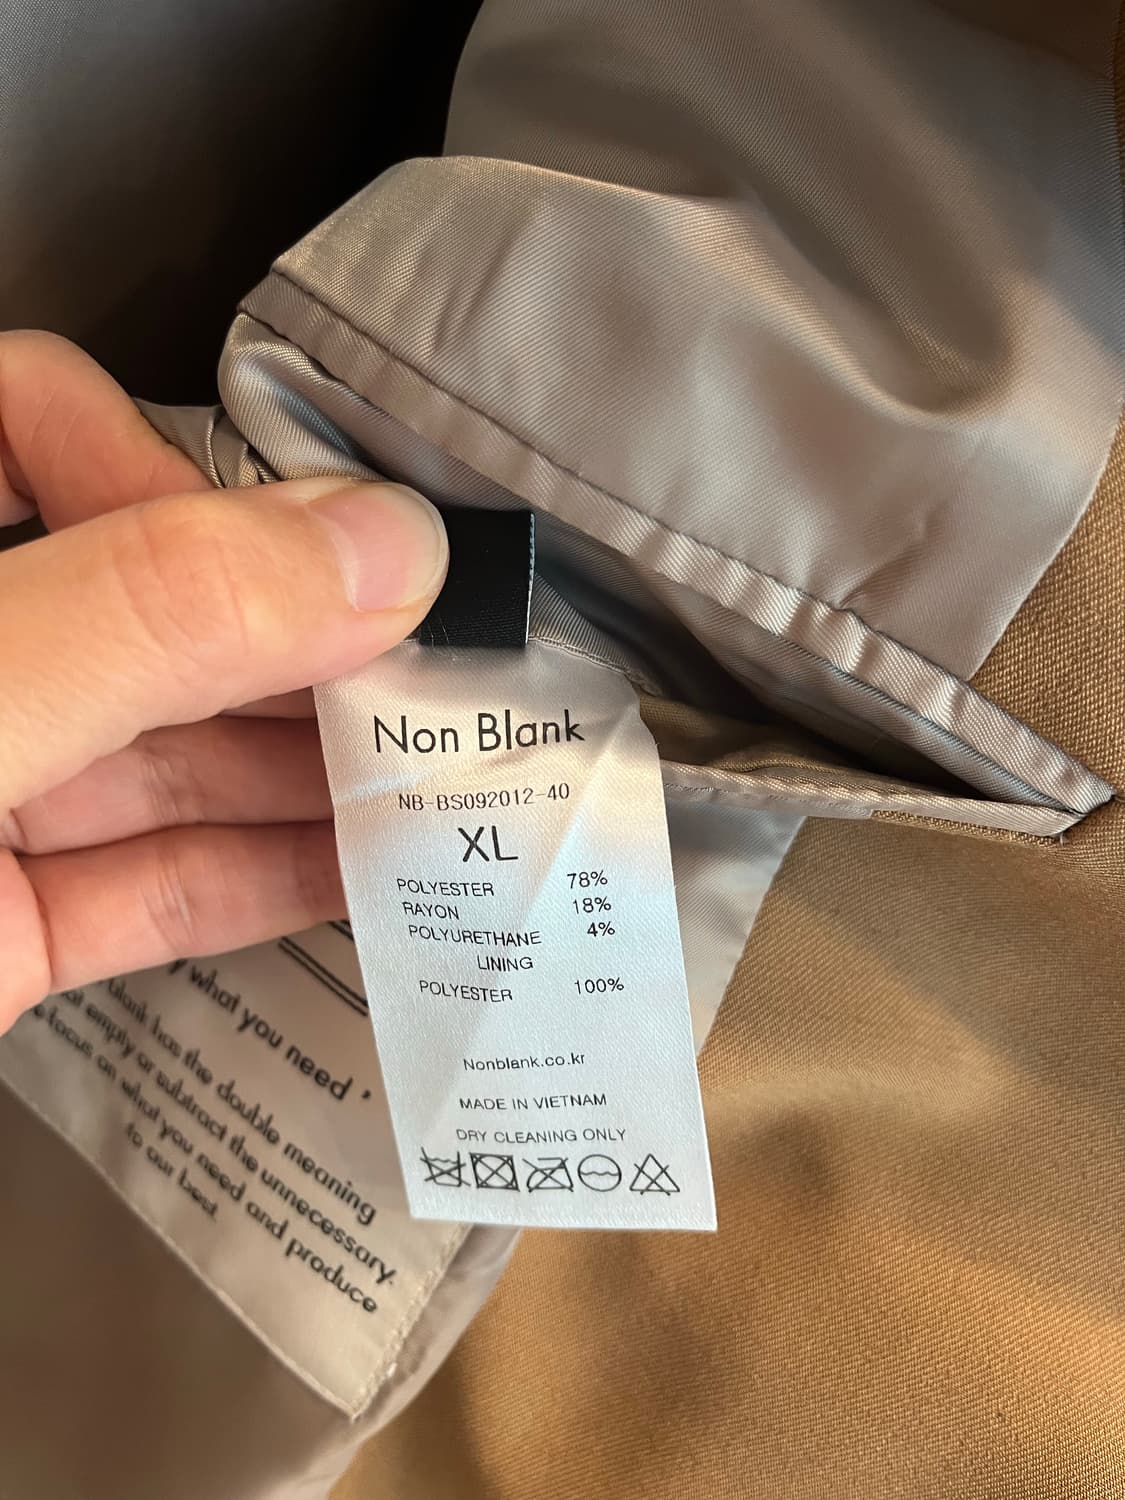 Non Blank
NB-BS092012-40
XL
POLYESTER 78%
RAYON 18%
POLYURETHANE 4%
LINING
POLYESTER 100%
Nonblank.co.kr
MADE IN VIETNAM
DRY CLEANING ONLY
what you need '
blank has the double meaning
empty or subtract the unnecessary.
focus on what you need and produce
to our best